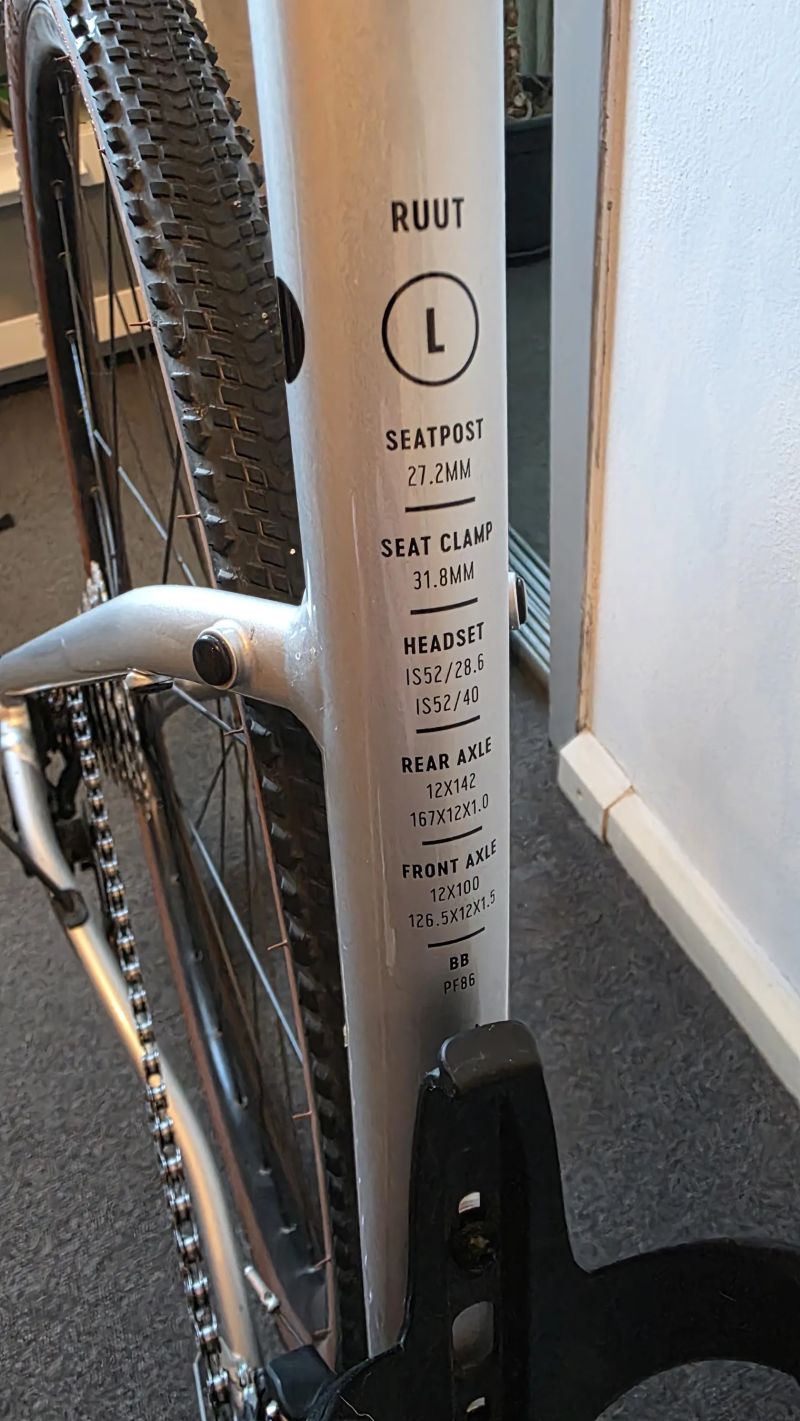 RUUT
L
SEATPOST
27.2MM
SEAT CLAMP
31.8MM
HEADSET
IS52/28.6
IS52/40
REAR AXLE
12X142
167X12X1.0
FRONT AXLE
12X100
126.5X12X1.5
BB
PF86